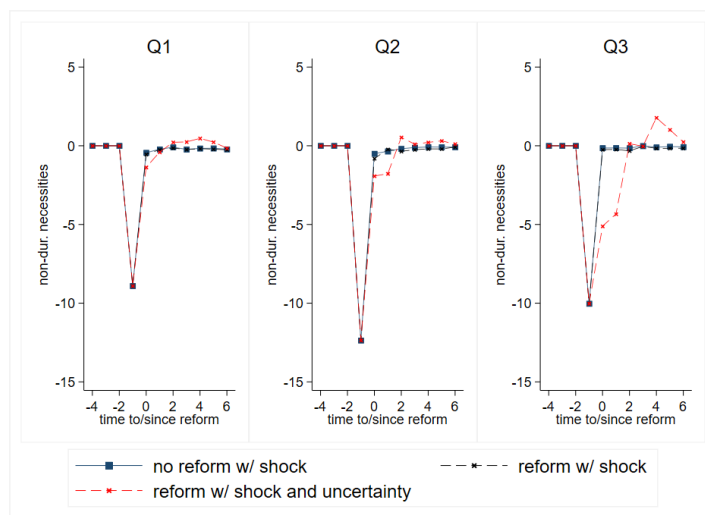 Q1 Q2 Q3
5 5 5
0 0 0
-5 -5 -5
-10 -10 -10
-15 -15 -15
non-dur. necessities non-dur. necessities non-dur. necessities
-4 -2 0 2 4 6 -4 -2 0 2 4 6 -4 -2 0 2 4 6
time to/since reform time to/since reform time to/since reform
no reform w/ shock reform w/ shock
reform w/ shock and uncertainty